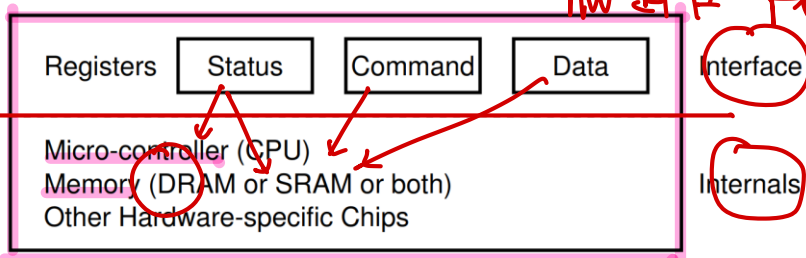 Registers Status Command Data Interface
Micro-controller (CPU)
Memory (DRAM or SRAM or both) Internals
Other Hardware-specific Chips